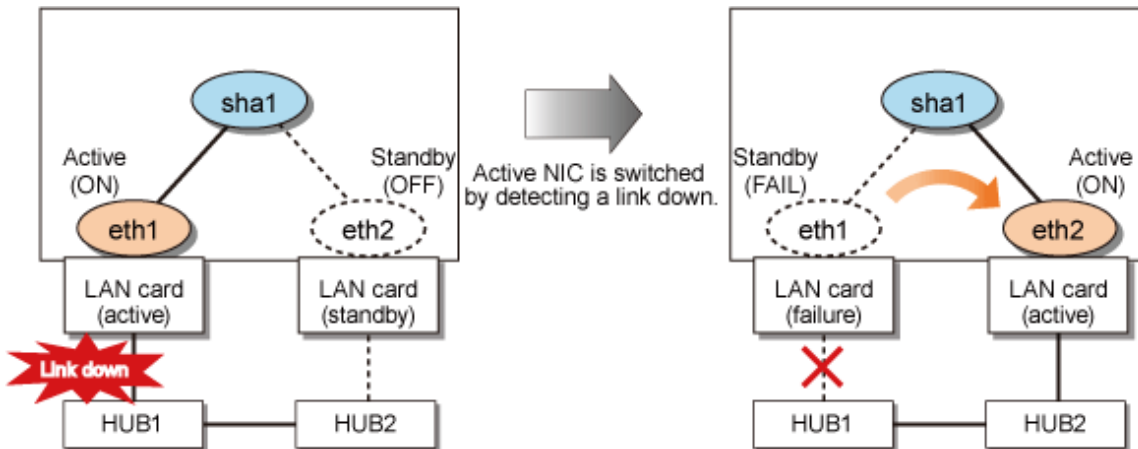 sha1
Active
(ON)
Standby
(OFF)
eth1
eth2
LAN card
(active)
LAN card
(standby)
Link down
HUB1
HUB2
Active NIC is switched
by detecting a link down.
sha1
Standby
(FAIL)
Active
(ON)
eth1
eth2
LAN card
(failure)
LAN card
(active)
HUB1
HUB2